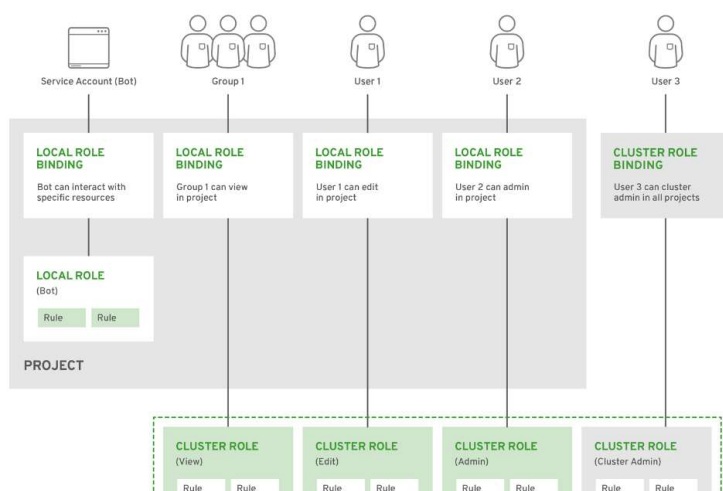 Service Account (Bot)
Group 1
User 1
User 2
User 3
LOCAL ROLE
BINDING
Bot can interact with
specific resources
LOCAL ROLE
BINDING
Group 1 can view
in project
LOCAL ROLE
BINDING
User 1 can edit
in project
LOCAL ROLE
BINDING
User 2 can admin
in project
CLUSTER ROLE
BINDING
User 3 can cluster
admin in all projects
LOCAL ROLE
(Bot)
Rule Rule
PROJECT
CLUSTER ROLE
(View)
Rule Rule
CLUSTER ROLE
(Edit)
Rule Rule
CLUSTER ROLE
(Admin)
Rule Rule
CLUSTER ROLE
(Cluster Admin)
Rule Rule